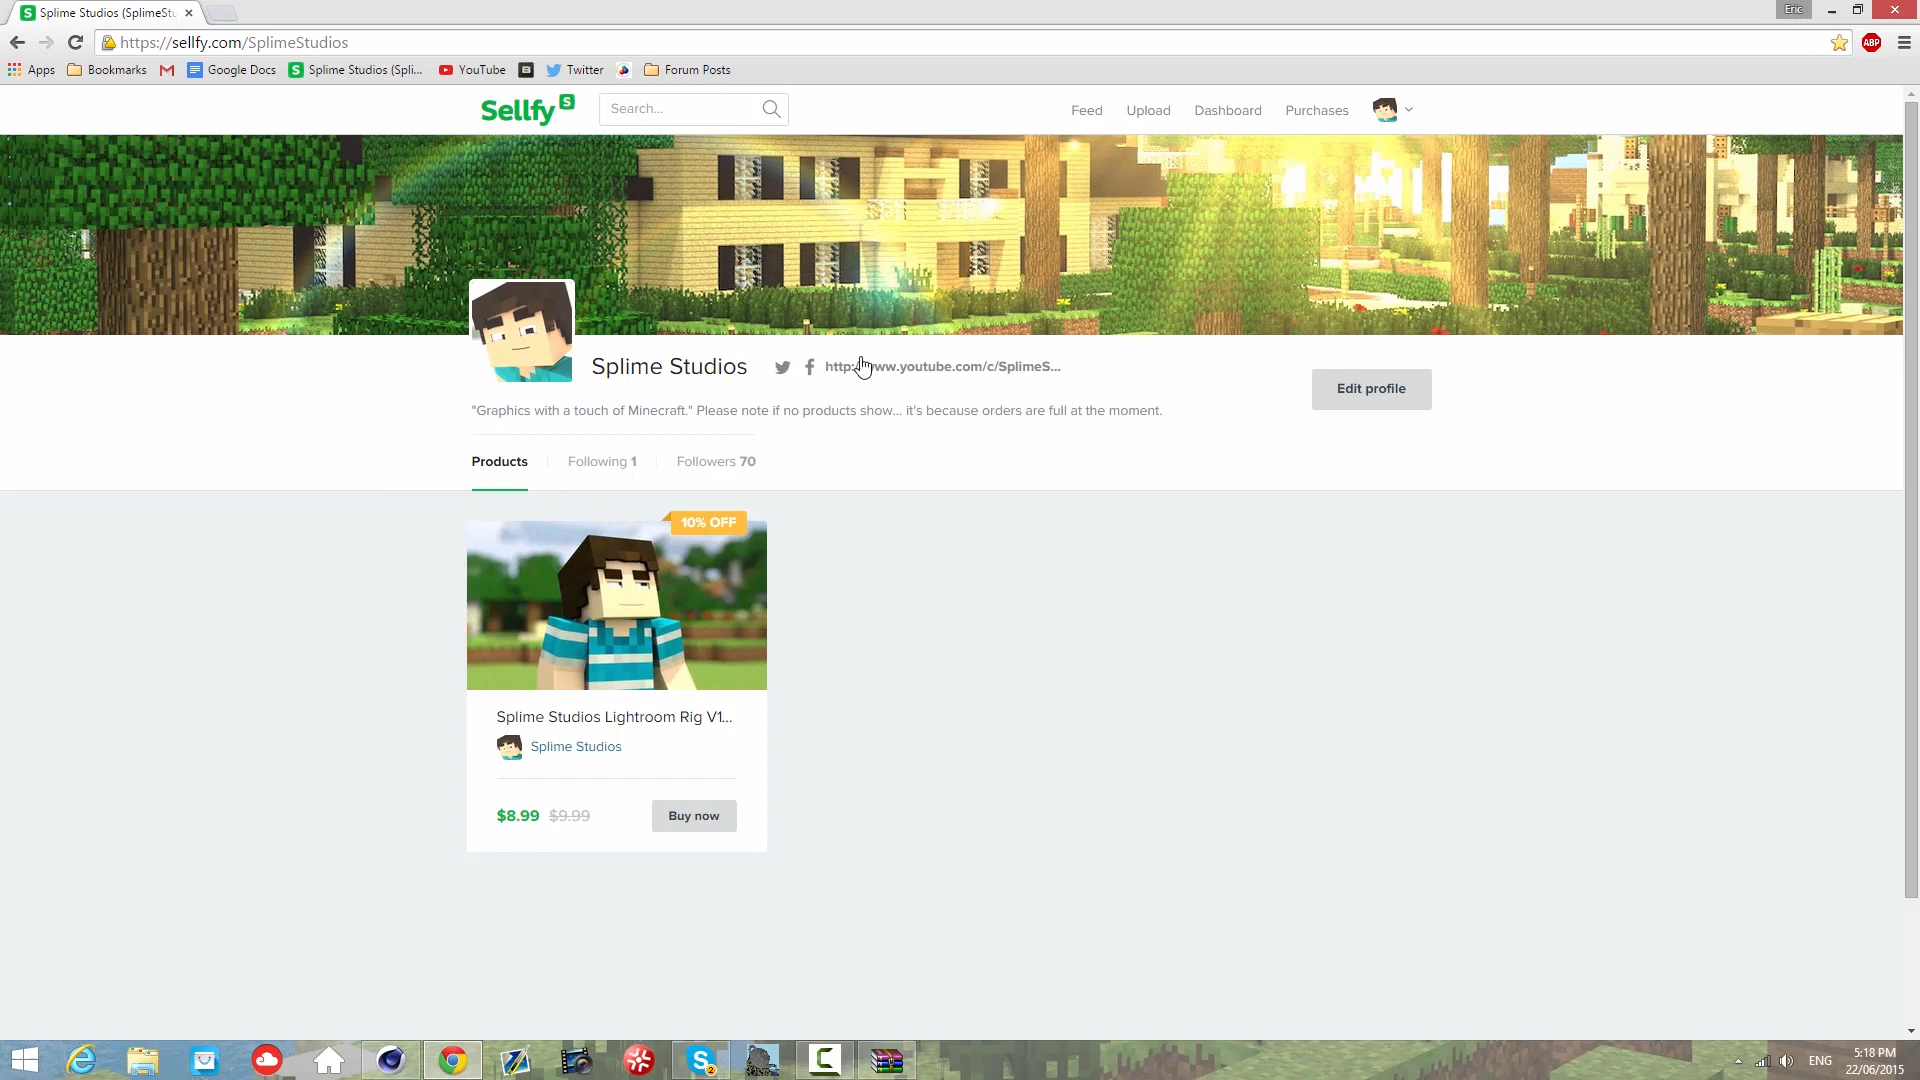 Splime Studios (SplimeStu
Eric
https://sellfy.com/SplimeStudios
ABP
Apps
Bookmarks
Google Docs
Splime Studios (Spli...
YouTube
Twitter
Forum Posts
Sellfy S
Search...
Feed
Upload
Dashboard
Purchases
Splime Studios
http://www.youtube.com/c/SplimeS...
Edit profile
"Graphics with a touch of Minecraft." Please note if no products show... it's because orders are full at the moment.
Products
Following 1
Followers 70
10% OFF
Splime Studios Lightroom Rig V1...
Splime Studios
$8.99 $9.99
Buy now
2
ENG
5:18 PM
22/06/2015